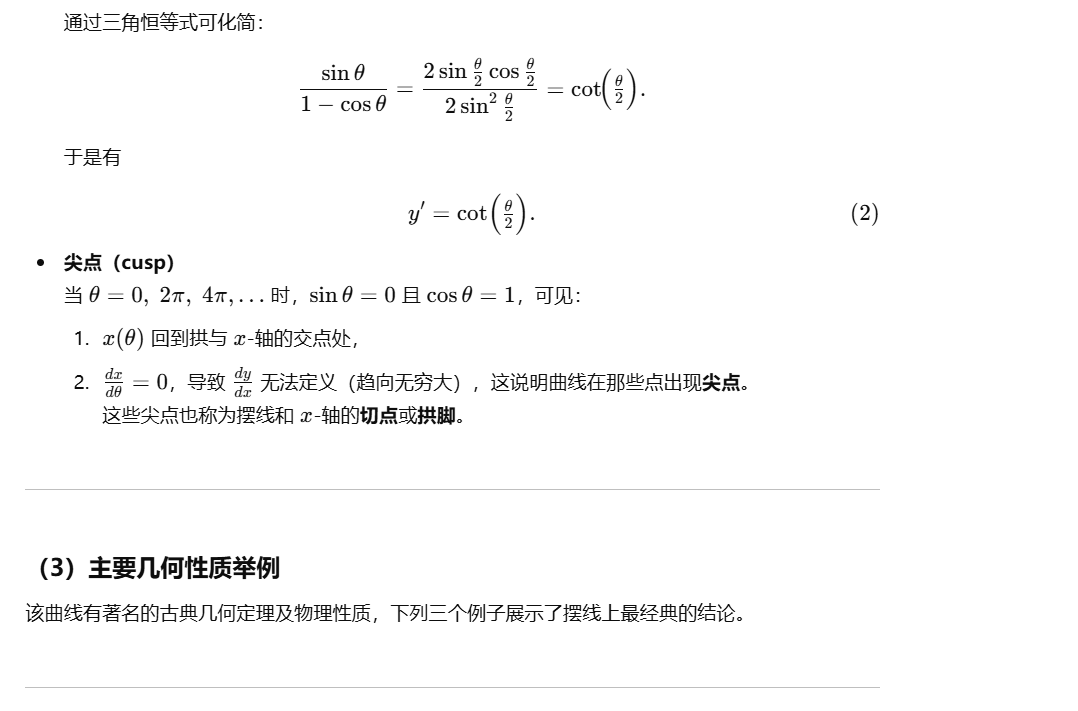 通过三角恒等式可化简：
sin θ / (1 − cos θ) = (2 sin θ/2 cos θ/2) / (2 sin² θ/2) = cot(θ/2).
于是有
y′ = cot(θ/2). (2)
• 尖点（cusp）
当 θ = 0, 2π, 4π, … 时，sin θ = 0 且 cos θ = 1，可见：
1. x(θ) 回到拱与 x-轴的交点处，
2. dx/dθ = 0，导致 dy/dx 无法定义（趋向无穷大），这说明曲线在那些点出现尖点。
这些尖点也称为摆线和 x-轴的切点或拱脚。
（3）主要几何性质举例
该曲线有著名的古典几何定理及物理性质，下列三个例子展示了摆线上最经典的结论。